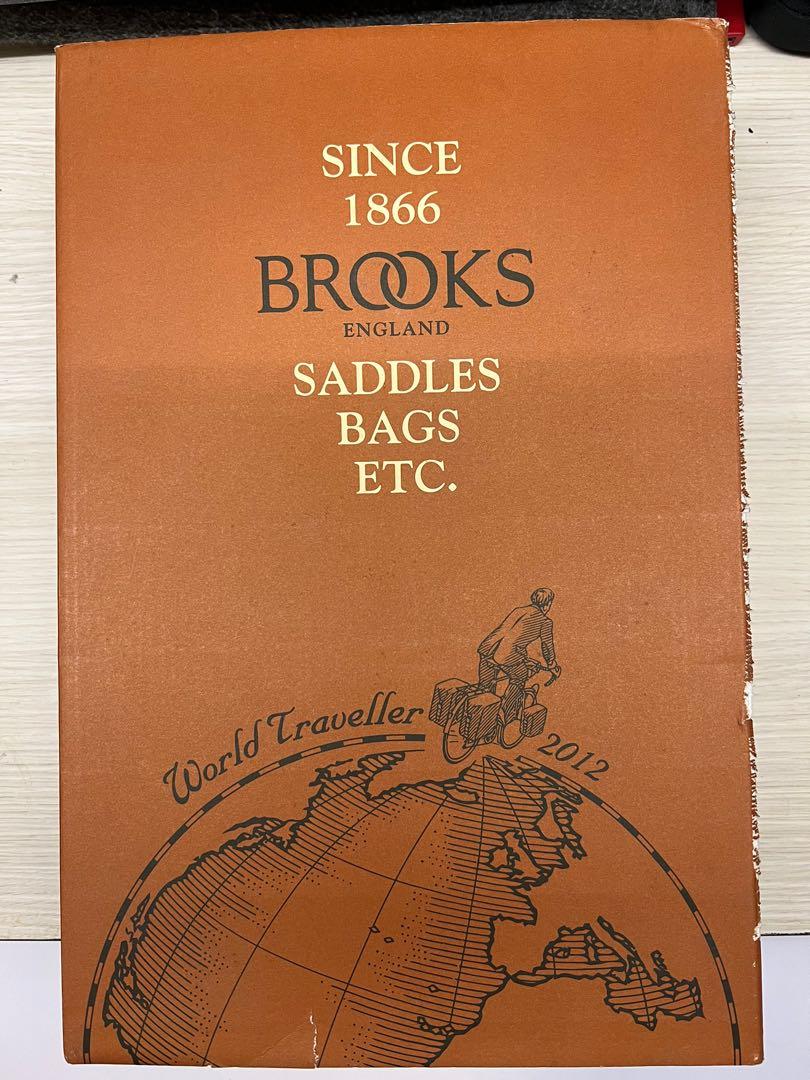 SINCE
1866
BROOKS
ENGLAND
SADDLES
BAGS
ETC.
World Traveller 2012